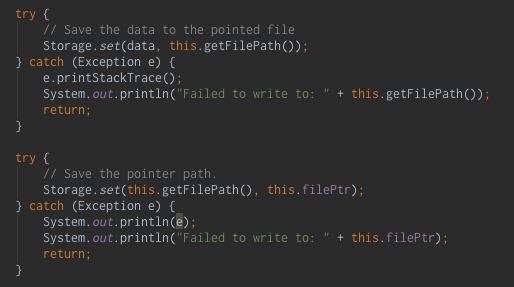 try {
    // Save the data to the pointed file
    Storage.set(data, this.getFilePath());
} catch (Exception e) {
    e.printStackTrace();
    System.out.println("Failed to write to: " + this.getFilePath());
    return;
}

try {
    // Save the pointer path.
    Storage.set(this.getFilePath(), this.filePtr);
} catch (Exception e) {
    System.out.println(e);
    System.out.println("Failed to write to: " + this.filePtr);
    return;
}